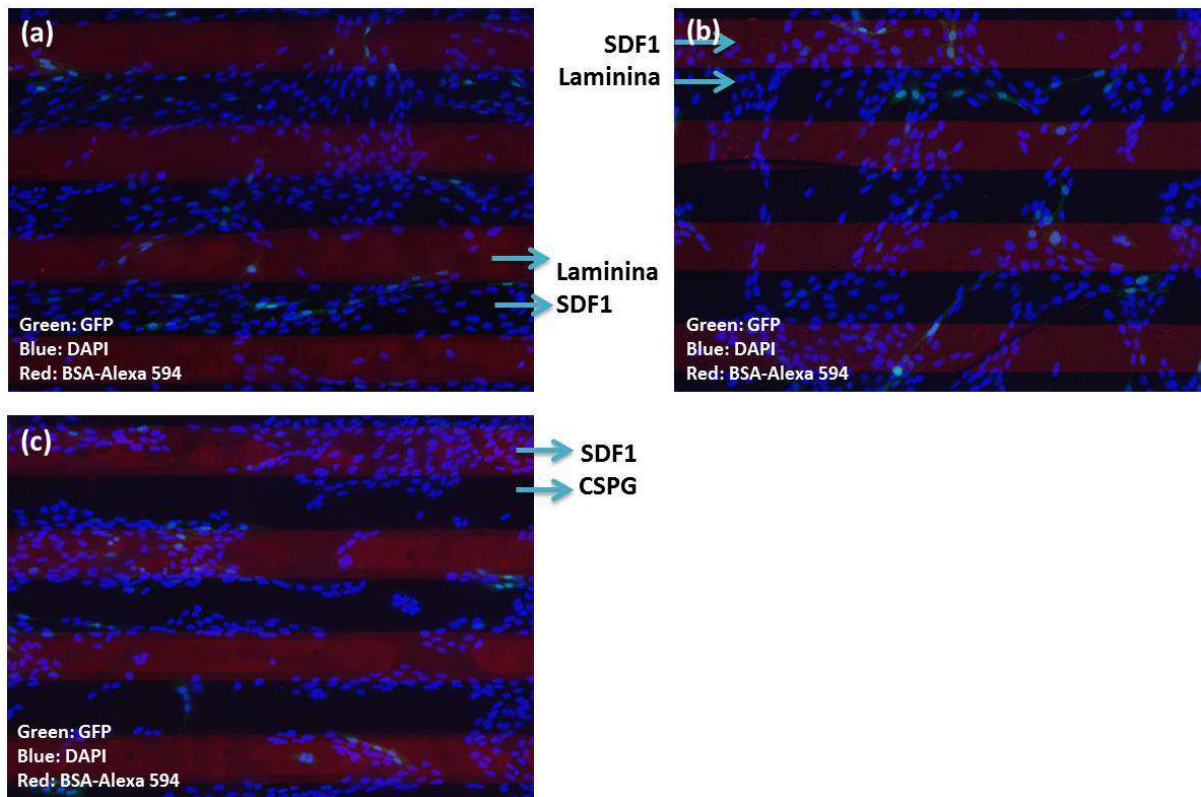 (a)
Laminina
SDF1
Green: GFP
Blue: DAPI
Red: BSA-Alexa 594
(b)
SDF1
Laminina
Green: GFP
Blue: DAPI
Red: BSA-Alexa 594
(c)
SDF1
CSPG
Green: GFP
Blue: DAPI
Red: BSA-Alexa 594